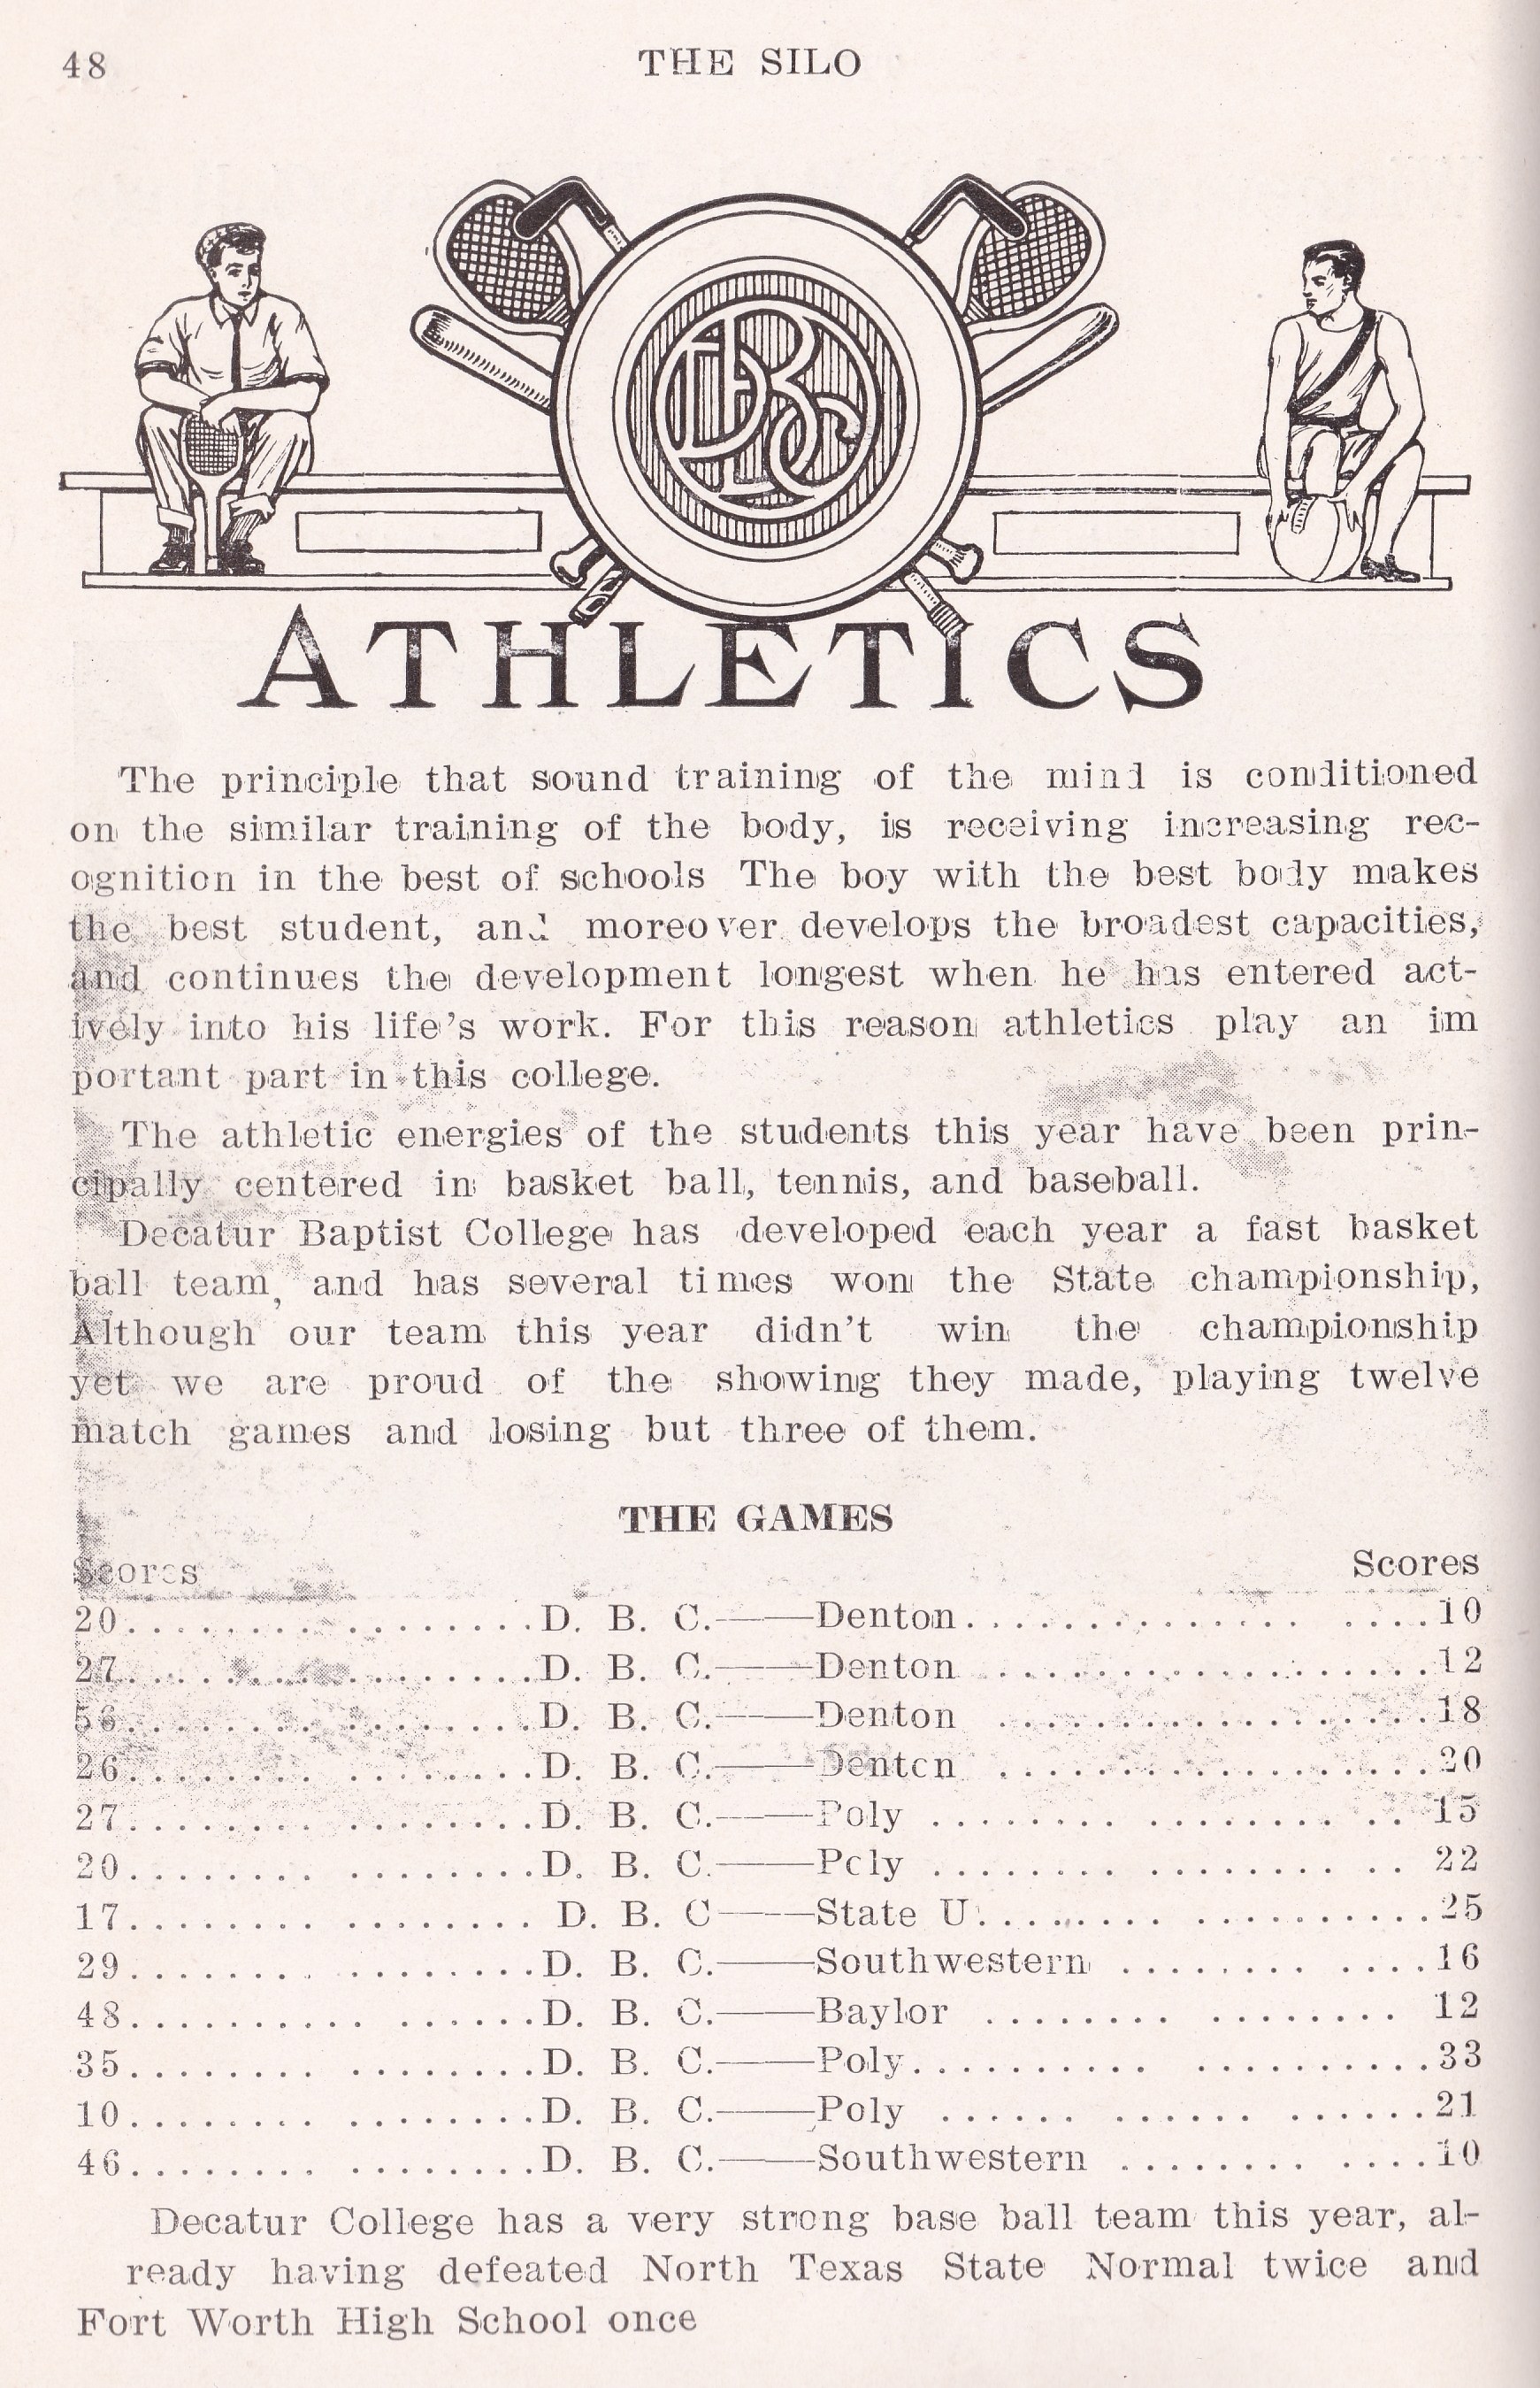 48
THE SILO
DBC
ATHLETICS
The principle that sound training of the mind is conditioned
on the similar training of the body, is receiving increasing rec-
ognition in the best of schools The boy with the best body makes
the best student, and moreover develops the broadest capacities,
and continues the development longest when he has entered act-
ively into his life's work. For this reason athletics play an im
portant part in this college.
The athletic energies of the students this year have been prin-
cipally centered in basket ball, tennis, and baseball.
Decatur Baptist College has developed each year a fast basket
ball team, and has several times won the State championship,
Although our team this year didn't win the championship
yet we are proud of the showing they made, playing twelve
match games and losing but three of them.
THE GAMES
Scores Scores
20.................D. B. C.——Denton..................10
27.................D. B. C.——Denton ..................12
56.................D. B. C.——Denton ..................18
26.................D. B. C.——Denton ..................20
27.................D. B. C.——Poly ..................15
20.................D. B. C.——Poly .................. 22
17................ D. B. C——State U...................25
29.................D. B. C.——Southwestern ............16
48.................D. B. C.——Baylor ................ 12
35.................D. B. C.——Poly....................33
10.................D. B. C.——Poly ..................21
46.................D. B. C.——Southwestern ............10
Decatur College has a very strong base ball team this year, al-
ready having defeated North Texas State Normal twice and
Fort Worth High School once